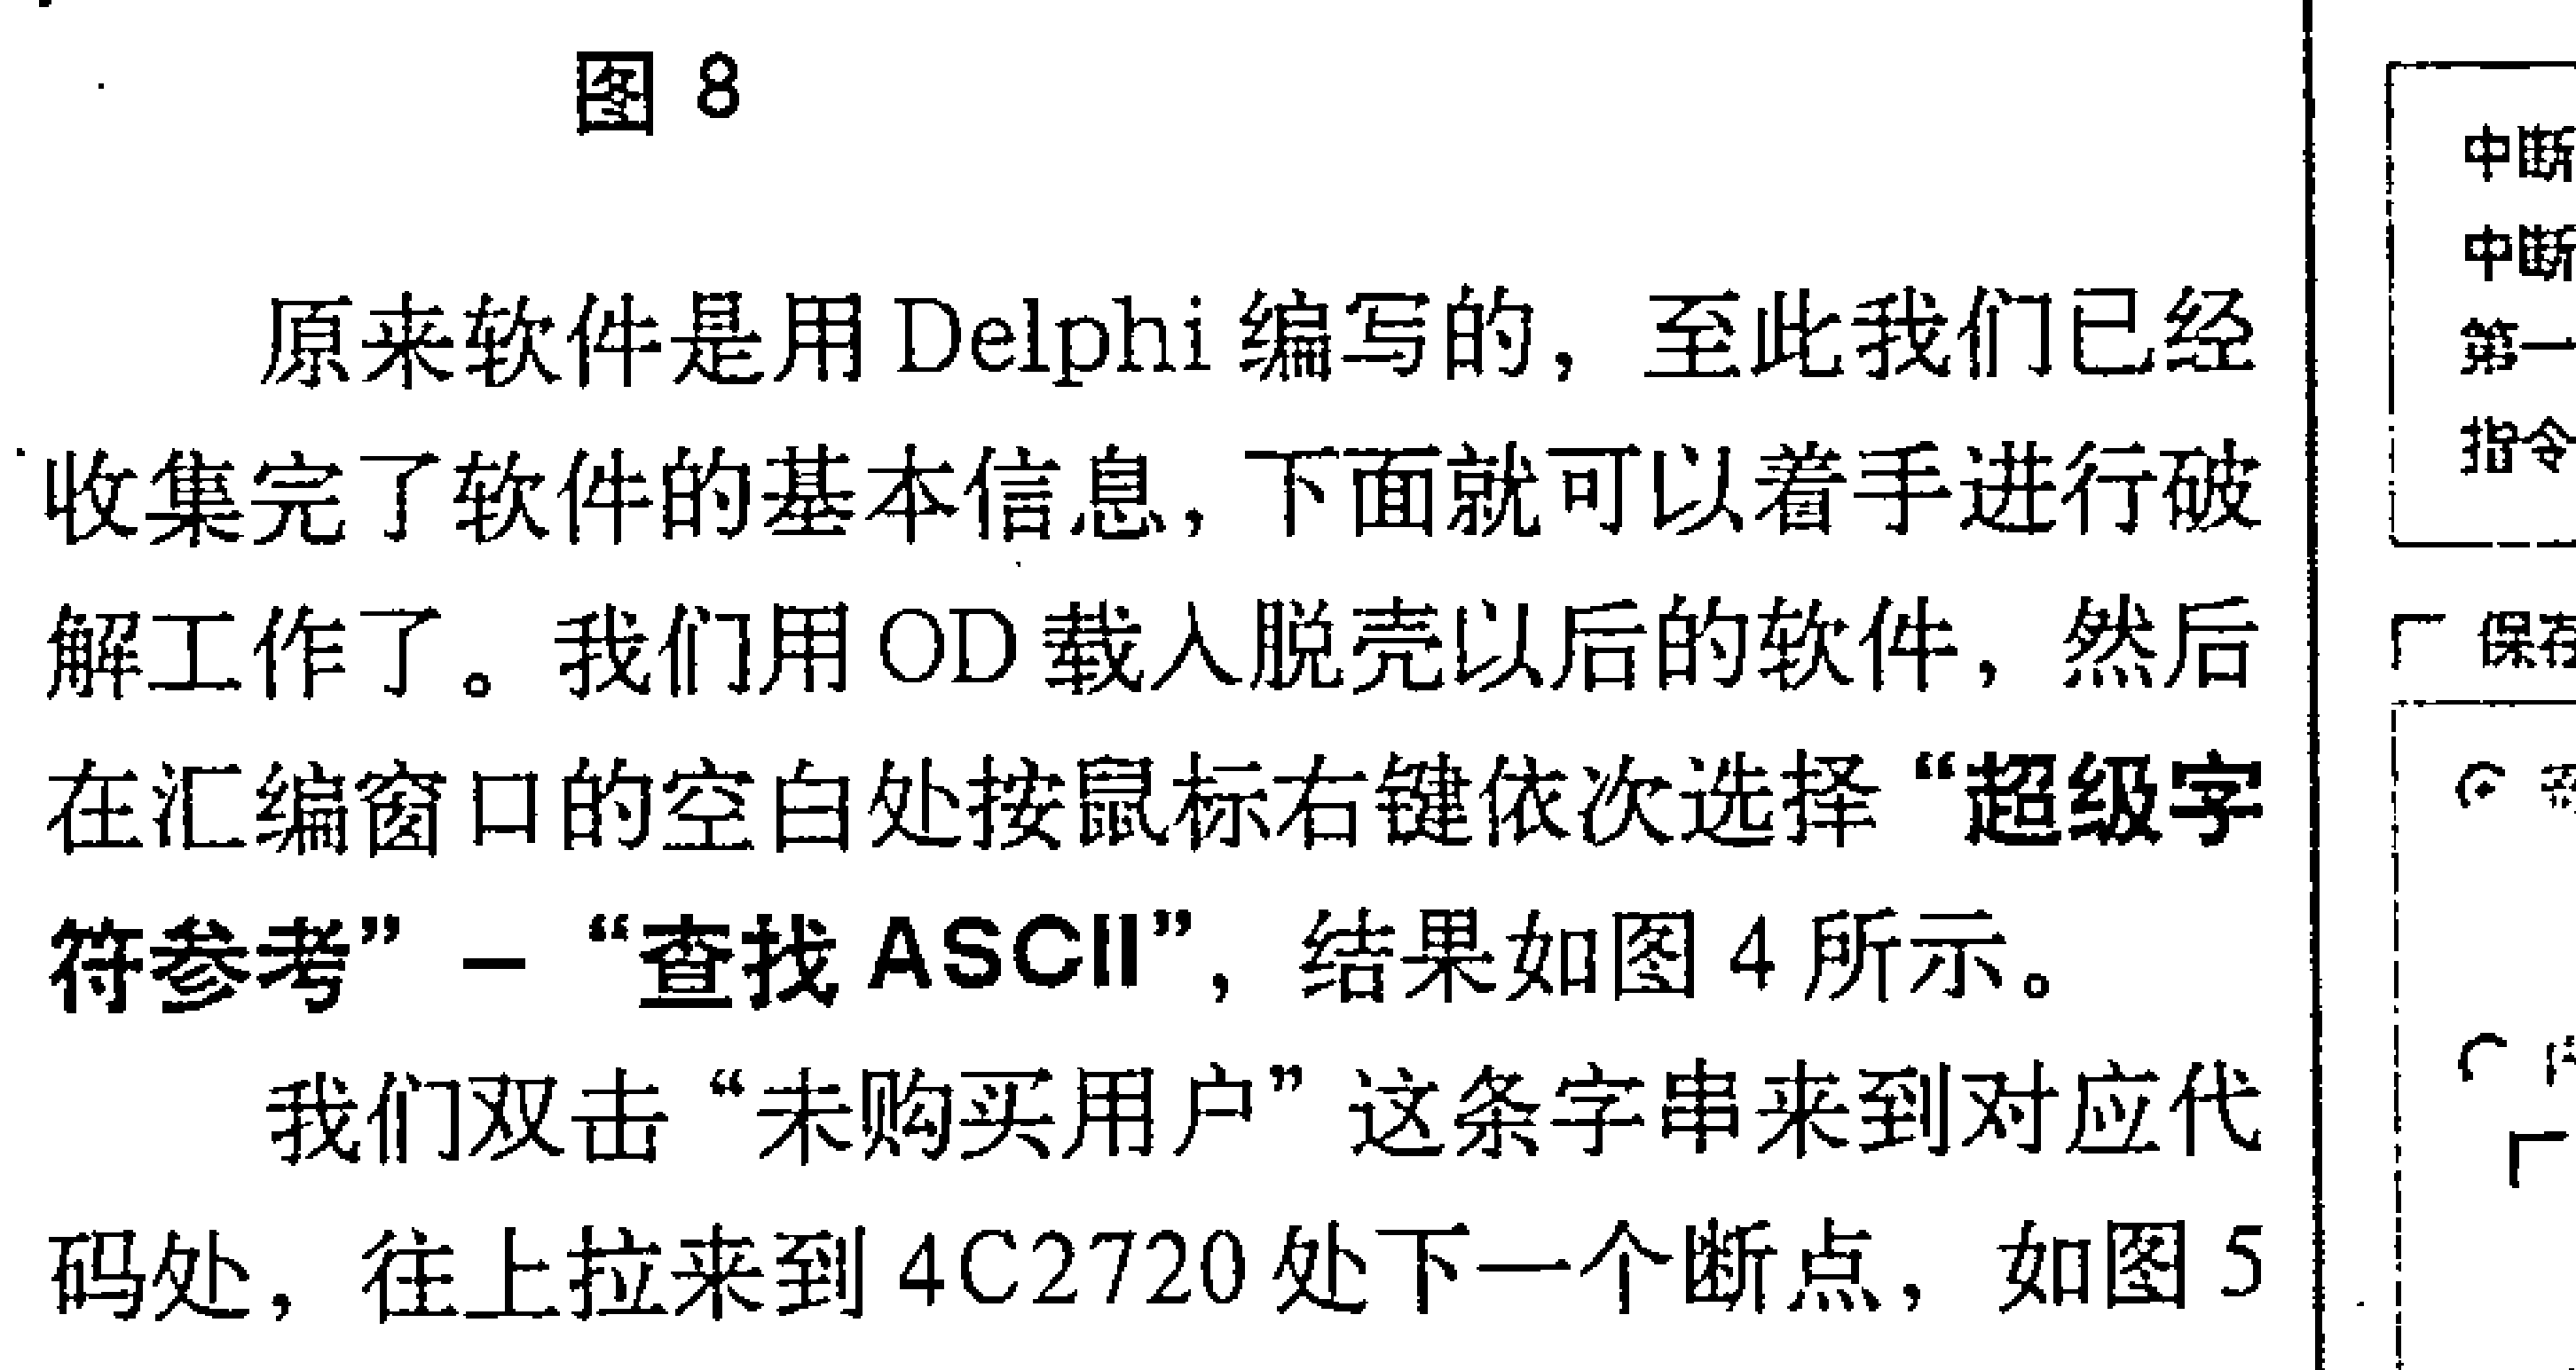 图 8
原来软件是用 Delphi 编写的，至此我们已经
收集完了软件的基本信息，下面就可以着手进行破
解工作了。我们用 OD 载入脱壳以后的软件，然后
在汇编窗口的空白处按鼠标右键依次选择“超级字
符参考”－“查找 ASCII”，结果如图 4 所示。
我们双击“未购买用户”这条字串来到对应代
码处，往上拉来到 4C2720 处下一个断点，如图 5
中断
中断
第一
指令
保存